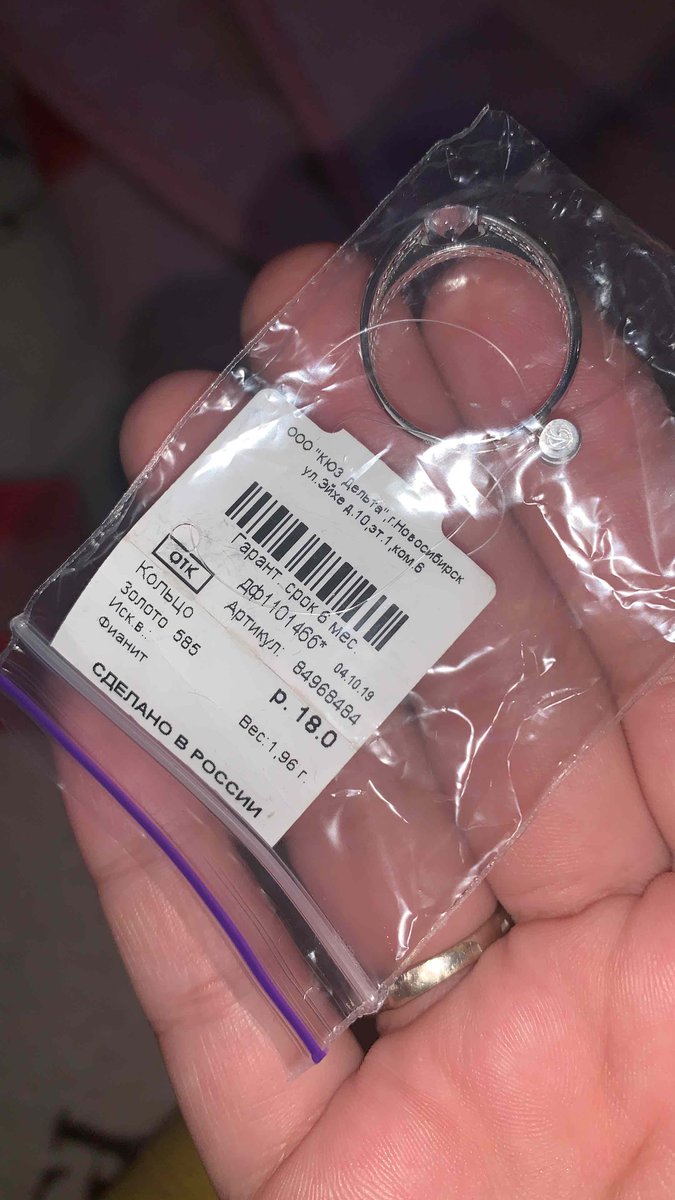 ООО "КЮЗ Дельта", г.Новосибирск
ул.Эйхе д.10,эт.1,ком.6
Гарант. срок 6 мес.
дф1101466* 04.10.19
Артикул: 84968484
ОТК
Кольцо
Золото 585
р. 18.0
Иск.в..
Вес:1,96 г.
Фианит
СДЕЛАНО В РОССИИ